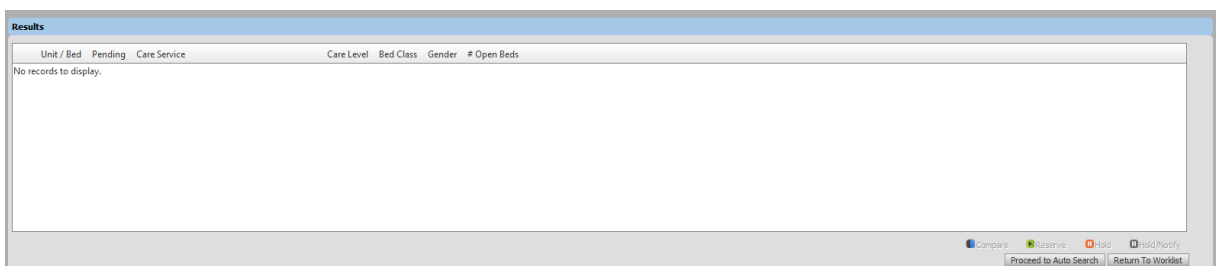 Results
Unit / Bed Pending Care Service Care Level Bed Class Gender # Open Beds
No records to display.
Compare Reserve Hold Hold/Notify
Proceed to Auto Search Return To Worklist